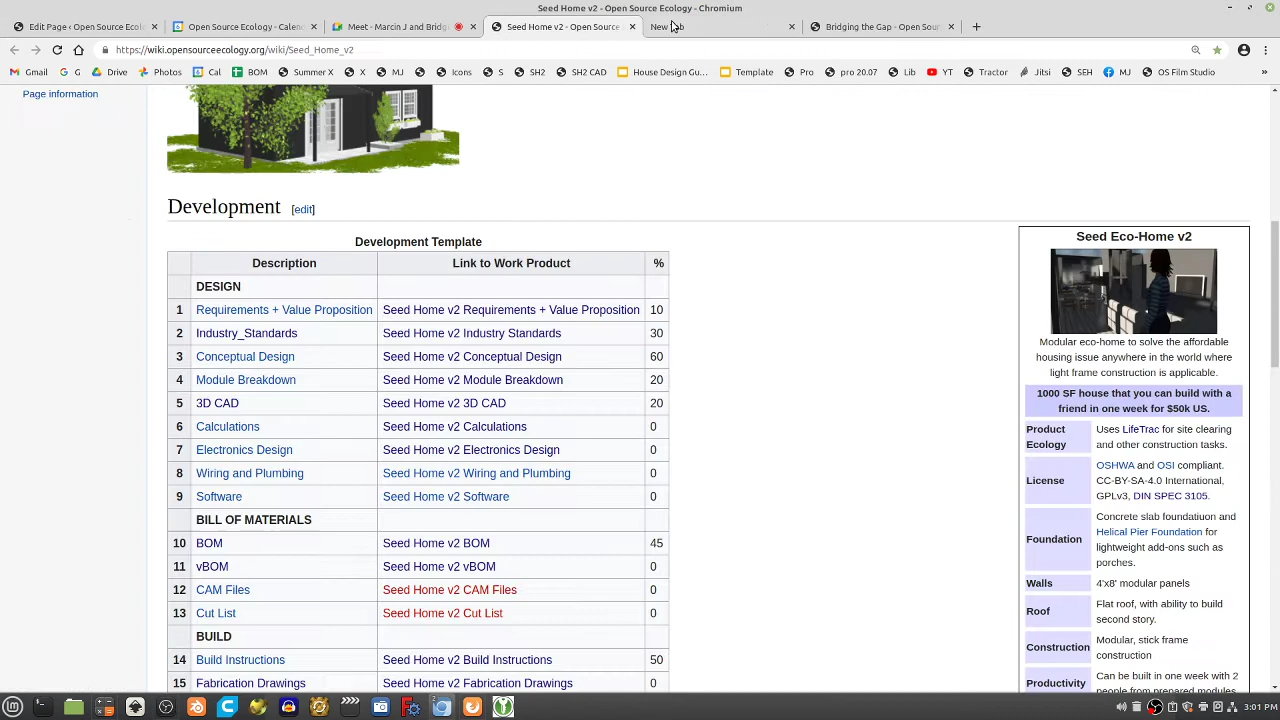 Seed Home v2 - Open Source Ecology - Chromium
Edit Page ‹ Open Source Ec
Open Source Ecology - Calen
Meet - Marcin J and Bridg
Seed Home v2 - Open Source
New Tab
Bridging the Gap - Open Sou
https://wiki.opensourceecology.org/wiki/Seed_Home_v2
Gmail
G
Drive
Photos
Cal
BOM
Summer X
X
MJ
Icons
S
SH2
SH2 CAD
House Design Gu...
Template
Pro
pro 20.07
Lib
YT
Tractor
Jitsi
SEH
MJ
OS Film Studio
»
Page information
Development [edit]
Development Template
Description Link to Work Product %
DESIGN
1 Requirements + Value Proposition Seed Home v2 Requirements + Value Proposition 10
2 Industry_Standards Seed Home v2 Industry Standards 30
3 Conceptual Design Seed Home v2 Conceptual Design 60
4 Module Breakdown Seed Home v2 Module Breakdown 20
5 3D CAD Seed Home v2 3D CAD 20
6 Calculations Seed Home v2 Calculations 0
7 Electronics Design Seed Home v2 Electronics Design 0
8 Wiring and Plumbing Seed Home v2 Wiring and Plumbing 0
9 Software Seed Home v2 Software 0
BILL OF MATERIALS
10 BOM Seed Home v2 BOM 45
11 vBOM Seed Home v2 vBOM 0
12 CAM Files Seed Home v2 CAM Files 0
13 Cut List Seed Home v2 Cut List 0
BUILD
14 Build Instructions Seed Home v2 Build Instructions 50
15 Fabrication Drawings Seed Home v2 Fabrication Drawings 0
Seed Eco-Home v2
Modular eco-home to solve the affordable
housing issue anywhere in the world where
light frame construction is applicable.
1000 SF house that you can build with a
friend in one week for $50k US.
Product
Ecology
Uses LifeTrac for site clearing
and other construction tasks.
License
OSHWA and OSI compliant.
CC-BY-SA-4.0 International,
GPLv3, DIN SPEC 3105.
Foundation
Concrete slab foundatiuon and
Helical Pier Foundation for
lightweight add-ons such as
porches.
Walls 4'x8' modular panels
Roof
Flat roof, with ability to build
second story.
Construction
Modular, stick frame
construction
Productivity
Can be built in one week with 2
people from prepared modules
3:01 PM